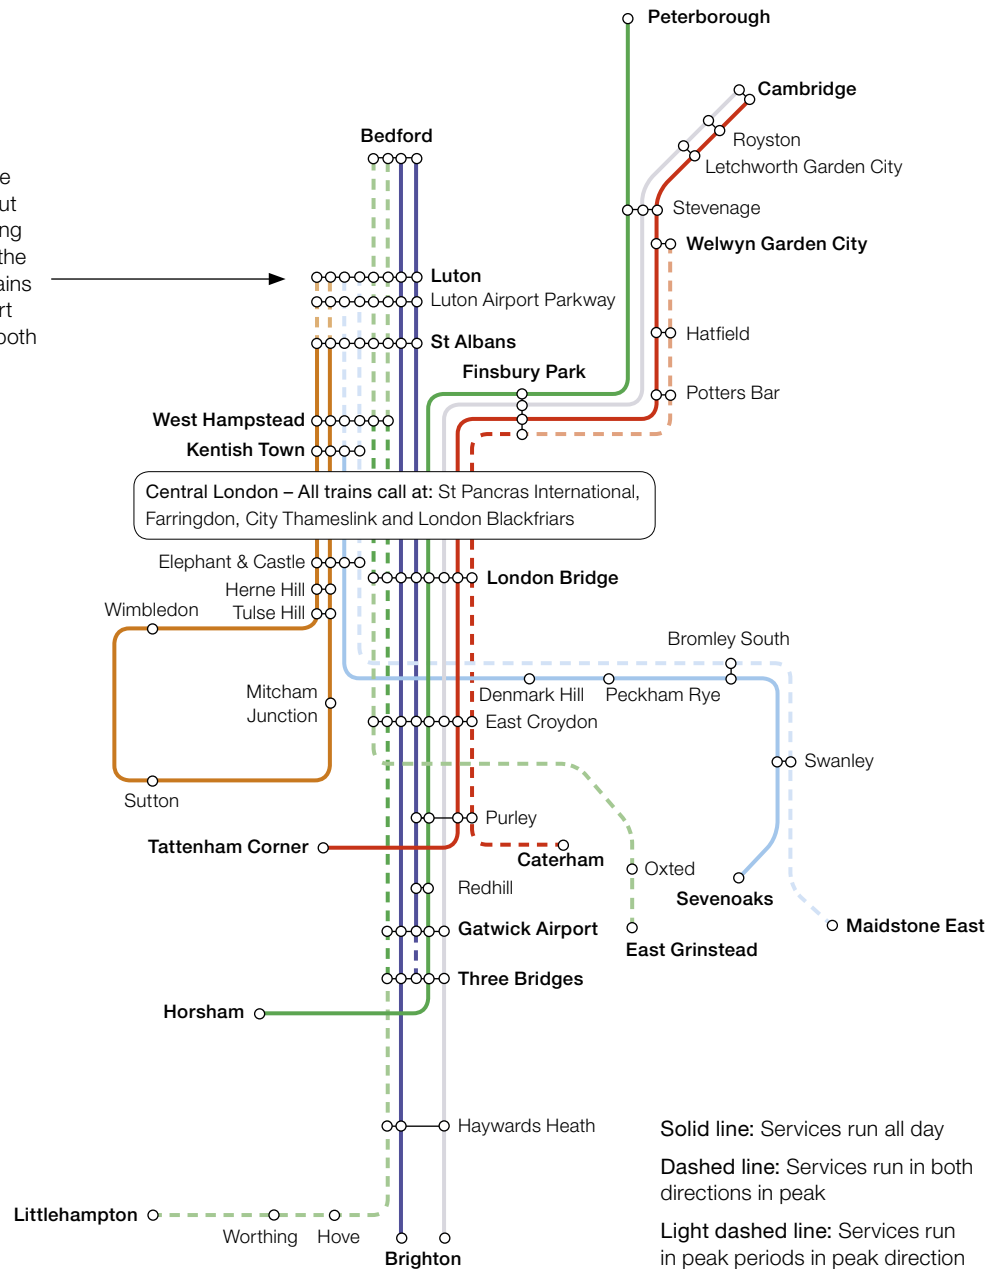 Peterborough
Cambridge
Royston
Letchworth Garden City
Bedford
Stevenage
Welwyn Garden City
ing
the
ains
both
Luton
Luton Airport Parkway
St Albans
Hatfield
Finsbury Park
Potters Bar
West Hampstead
Kentish Town
Central London – All trains call at: St Pancras International,
Farringdon, City Thameslink and London Blackfriars
Elephant & Castle
London Bridge
Herne Hill
Wimbledon
Tulse Hill
Bromley South
Denmark Hill
Peckham Rye
Mitcham
Junction
East Croydon
Swanley
Sutton
Purley
Tattenham Corner
Caterham
Oxted
Redhill
Sevenoaks
Gatwick Airport
Maidstone East
East Grinstead
Three Bridges
Horsham
Haywards Heath
Littlehampton
Worthing
Hove
Brighton
Solid line: Services run all day
Dashed line: Services run in both
directions in peak
Light dashed line: Services run
in peak periods in peak direction